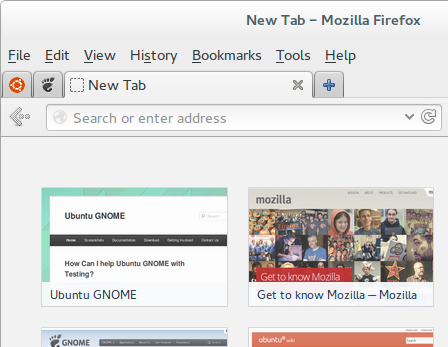 New Tab - Mozilla Firefox
File Edit View History Bookmarks Tools Help
New Tab
Search or enter address
Ubuntu GNOME
Home Screenshots Documentation Download Getting Involved Contact Us
How Can I help Ubuntu GNOME with
Testing?
Ubuntu GNOME
mozilla
Get to know Mozilla
Get to know Mozilla — Mozilla
GNOME
ubuntu wiki